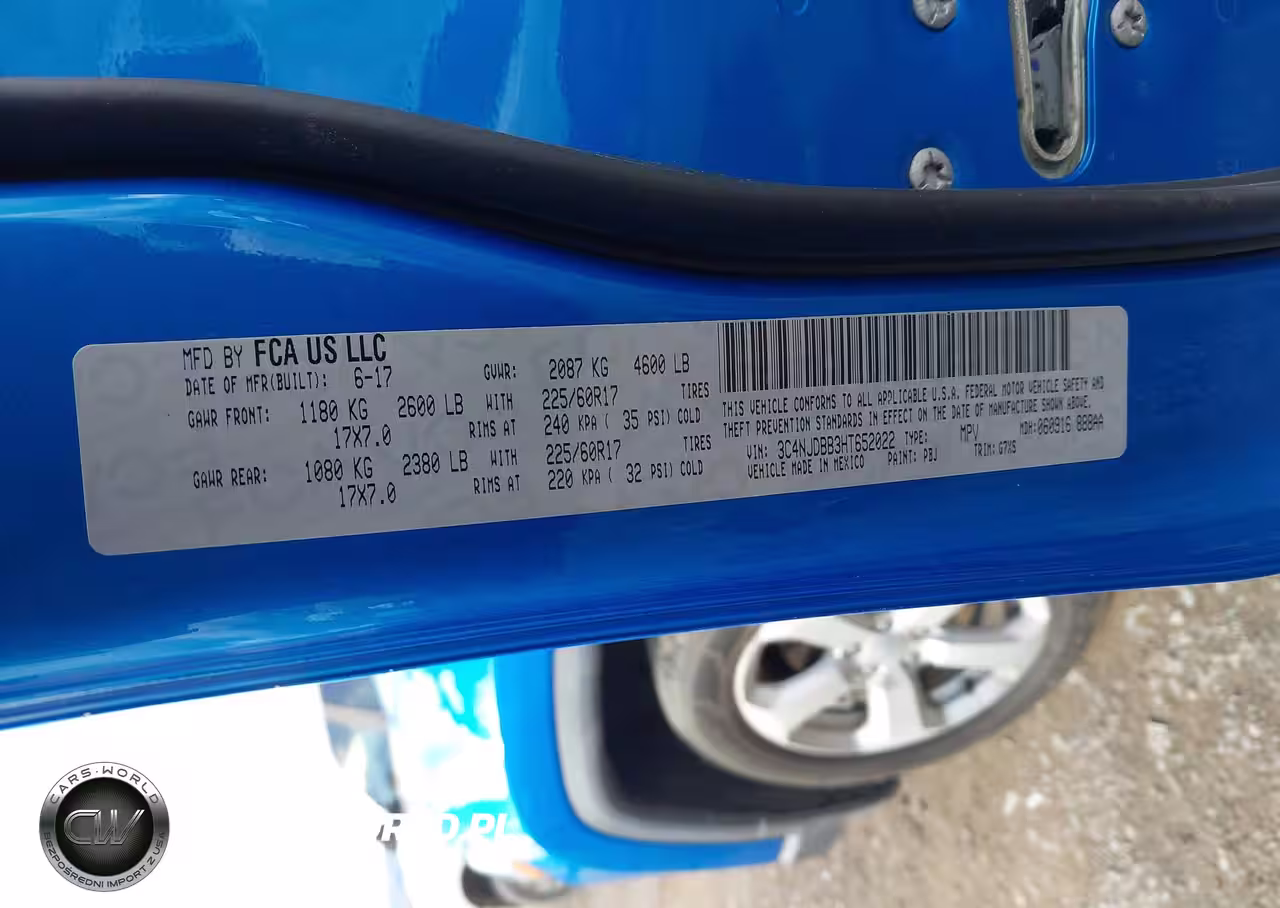 MFD BY FCA US LLC
DATE OF MFR(BUILT): 6-17
GVWR: 2087 KG 4600 LB
GAWR FRONT: 1180 KG 2600 LB WITH 225/60R17 TIRES
17X7.0 RIMS AT 240 KPA ( 35 PSI) COLD
GAWR REAR: 1080 KG 2380 LB WITH 225/60R17 TIRES
17X7.0 RIMS AT 220 KPA ( 32 PSI) COLD
THIS VEHICLE CONFORMS TO ALL APPLICABLE U.S.A. FEDERAL MOTOR VEHICLE SAFETY AND
THEFT PREVENTION STANDARDS IN EFFECT ON THE DATE OF MANUFACTURE SHOWN ABOVE.
VIN: 3C4NJDBB3HT652022 TYPE: MPV MDH:060916 888AA
VEHICLE MADE IN MEXICO PAINT: PBJ TRIM: G7X5
CARS-WORLD
CW
BEZPOŚREDNI IMPORT Z USA